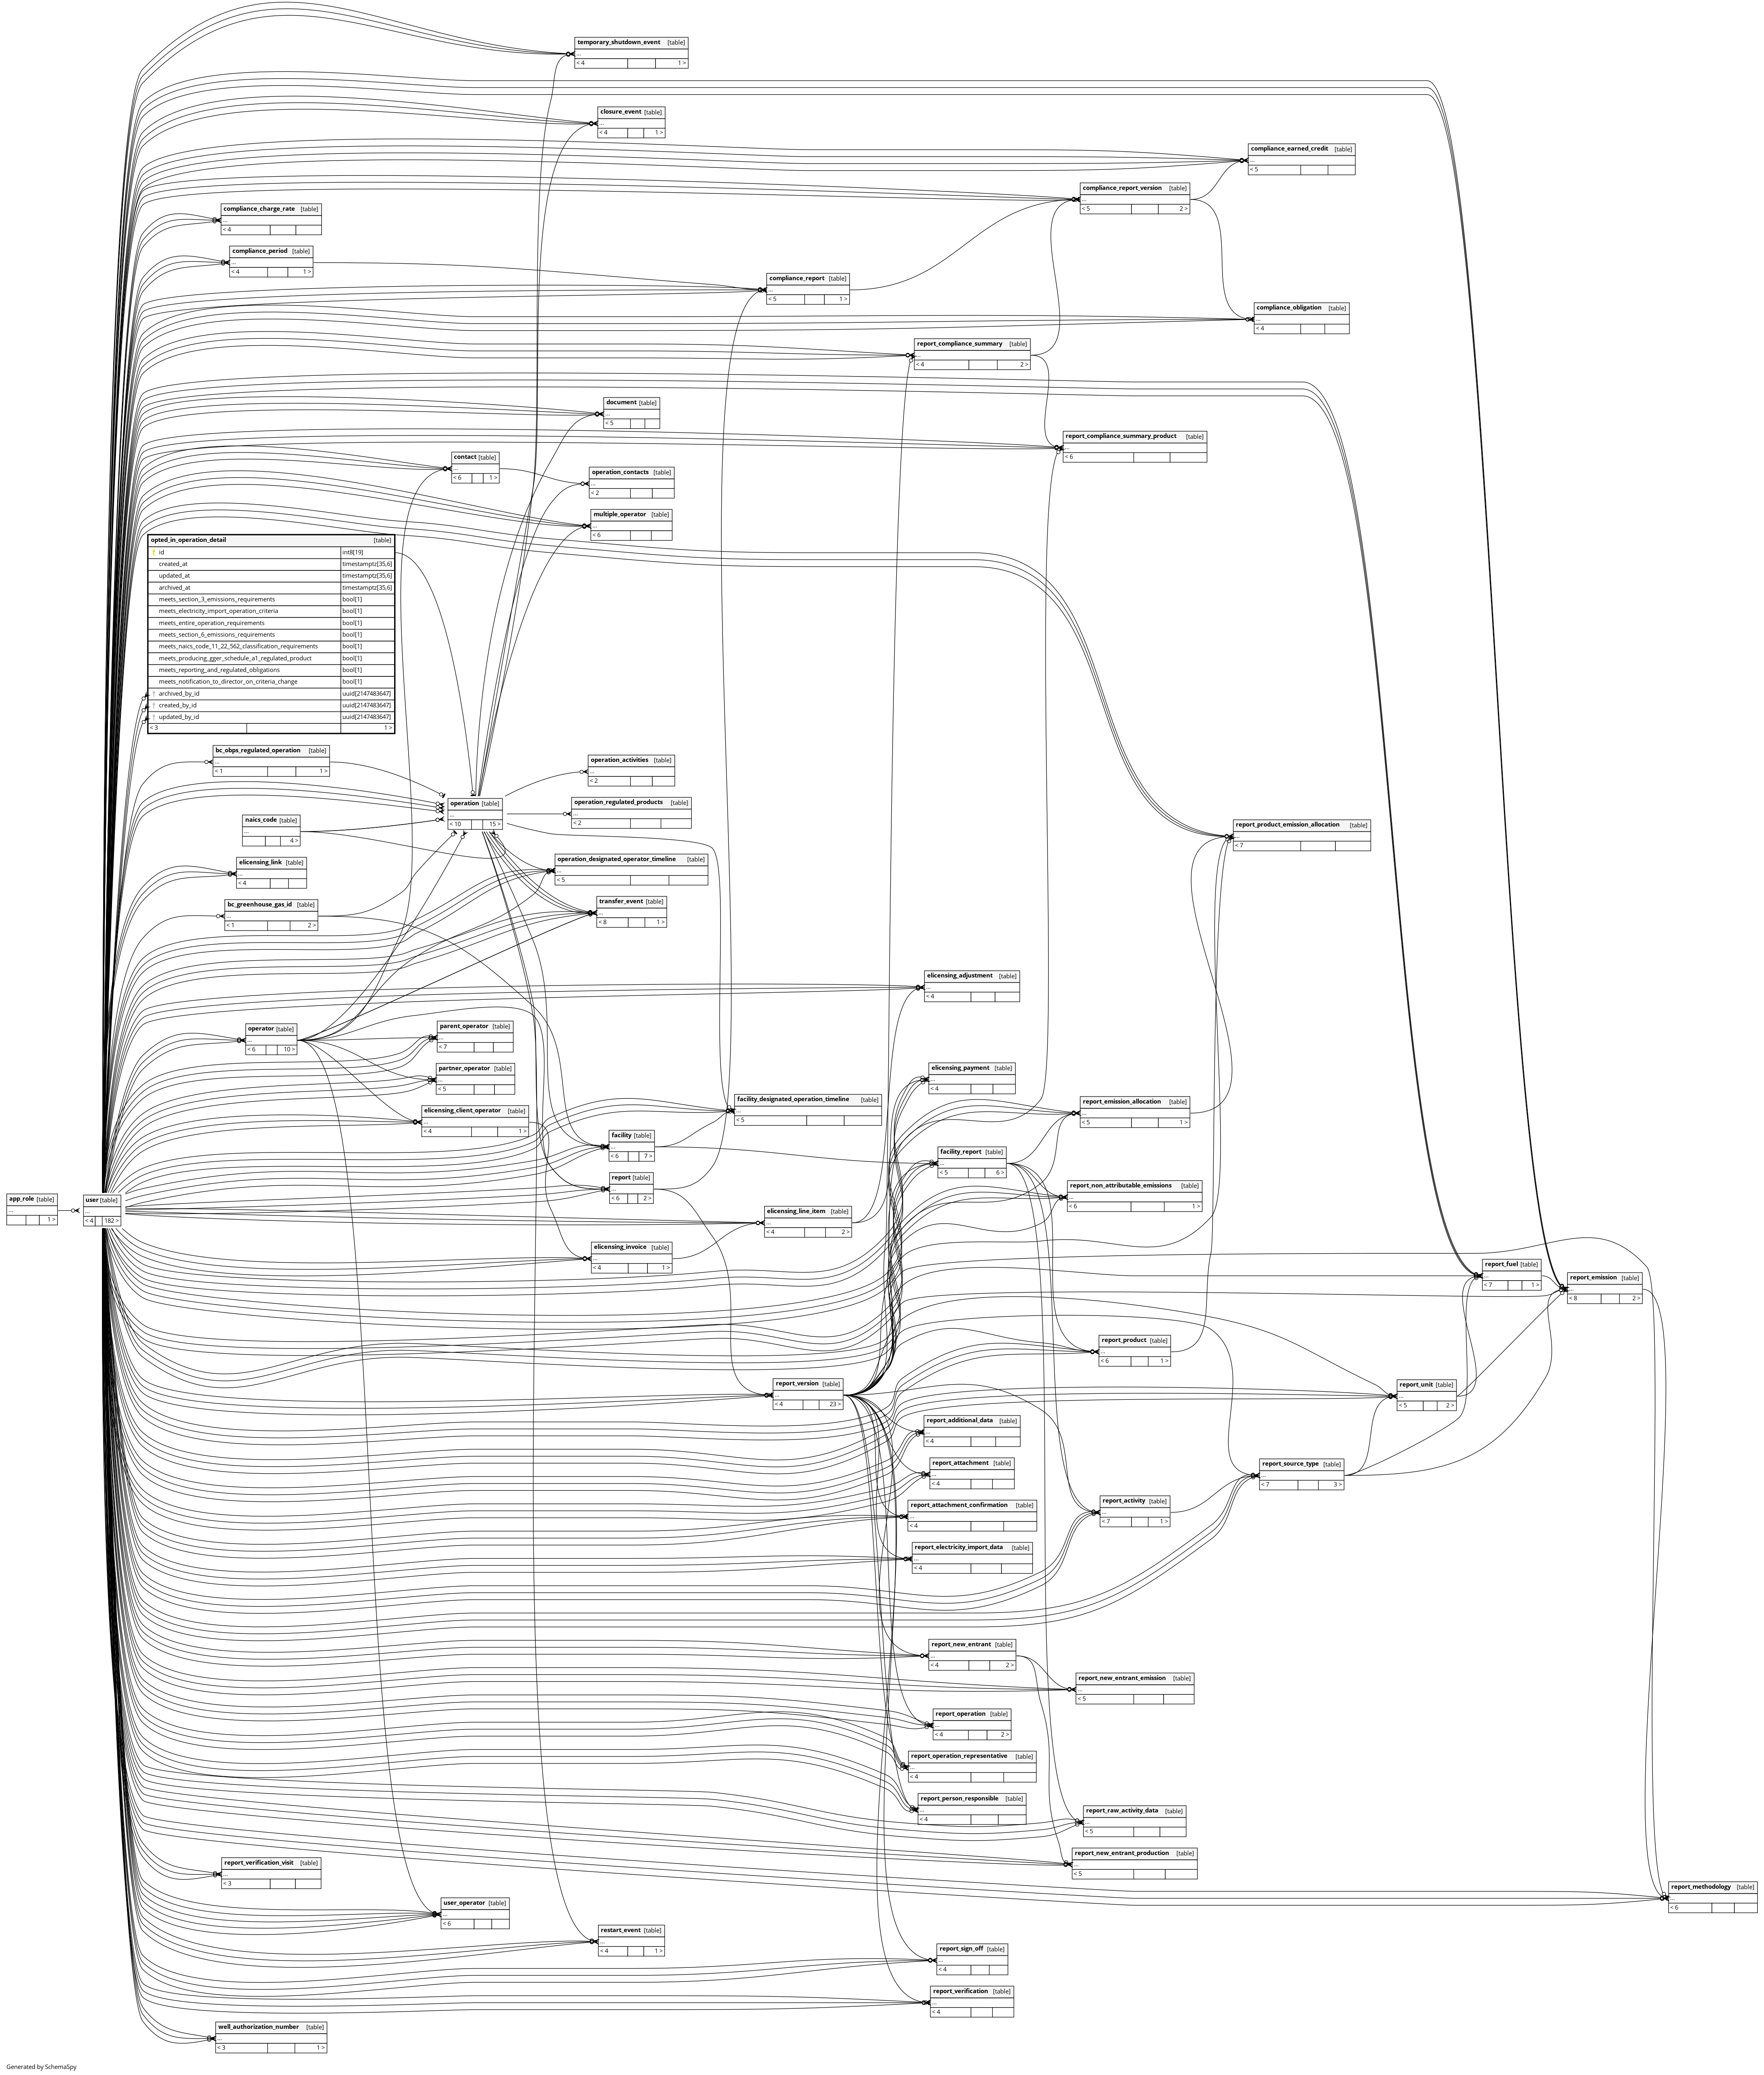 temporary_shutdown_event [table]
...
< 4 1 >
closure_event [table]
...
< 4 1 >
compliance_earned_credit [table]
...
< 5
compliance_report_version [table]
...
< 5 2 >
compliance_charge_rate [table]
...
< 4
compliance_period [table]
...
< 4 1 >
compliance_report [table]
...
< 5 1 >
compliance_obligation [table]
...
< 4
report_compliance_summary [table]
...
< 4 2 >
document [table]
...
< 5
report_compliance_summary_product [table]
...
< 6
contact [table]
...
< 6 1 >
operation_contacts [table]
...
< 2
multiple_operator [table]
...
< 6
opted_in_operation_detail [table]
id int8[19]
created_at timestamptz[35,6]
updated_at timestamptz[35,6]
archived_at timestamptz[35,6]
meets_section_3_emissions_requirements bool[1]
meets_electricity_import_operation_criteria bool[1]
meets_entire_operation_requirements bool[1]
meets_section_6_emissions_requirements bool[1]
meets_naics_code_11_22_562_classification_requirements bool[1]
meets_producing_gger_schedule_a1_regulated_product bool[1]
meets_reporting_and_regulated_obligations bool[1]
meets_notification_to_director_on_criteria_change bool[1]
archived_by_id uuid[2147483647]
created_by_id uuid[2147483647]
updated_by_id uuid[2147483647]
< 3 1 >
bc_obps_regulated_operation [table]
...
< 1 1 >
operation_activities [table]
...
< 2
operation [table]
...
< 10 15 >
operation_regulated_products [table]
...
< 2
naics_code [table]
...
4 >
report_product_emission_allocation [table]
...
< 7
elicensing_link [table]
...
< 4
operation_designated_operator_timeline [table]
...
< 5
bc_greenhouse_gas_id [table]
...
< 1 2 >
transfer_event [table]
...
< 8 1 >
elicensing_adjustment [table]
...
< 4
operator [table]
...
< 6 10 >
parent_operator [table]
...
< 7
partner_operator [table]
...
< 5
elicensing_payment [table]
...
< 4
elicensing_client_operator [table]
...
< 4 1 >
facility_designated_operation_timeline [table]
...
< 5
report_emission_allocation [table]
...
< 5 1 >
facility [table]
...
< 6 7 >
facility_report [table]
...
< 5 6 >
report [table]
...
< 6 2 >
report_non_attributable_emissions [table]
...
< 6 1 >
app_role [table]
...
1 >
user [table]
...
< 4 182 >
elicensing_line_item [table]
...
< 4 2 >
elicensing_invoice [table]
...
< 4 1 >
report_fuel [table]
...
< 7 1 >
report_emission [table]
...
< 8 2 >
report_product [table]
...
< 6 1 >
report_version [table]
...
< 4 23 >
report_unit [table]
...
< 5 2 >
report_additional_data [table]
...
< 4
report_attachment [table]
...
< 4
report_source_type [table]
...
< 7 3 >
report_attachment_confirmation [table]
...
< 4
report_activity [table]
...
< 7 1 >
report_electricity_import_data [table]
...
< 4
report_new_entrant [table]
...
< 4 2 >
report_new_entrant_emission [table]
...
< 5
report_operation [table]
...
< 4 2 >
report_operation_representative [table]
...
< 4
report_person_responsible [table]
...
< 4
report_raw_activity_data [table]
...
< 5
report_new_entrant_production [table]
...
< 5
report_verification_visit [table]
...
< 3
report_methodology [table]
...
< 6
user_operator [table]
...
< 6
restart_event [table]
...
< 4 1 >
report_sign_off [table]
...
< 4
report_verification [table]
...
< 4
well_authorization_number [table]
...
< 3 1 >
Generated by SchemaSpy